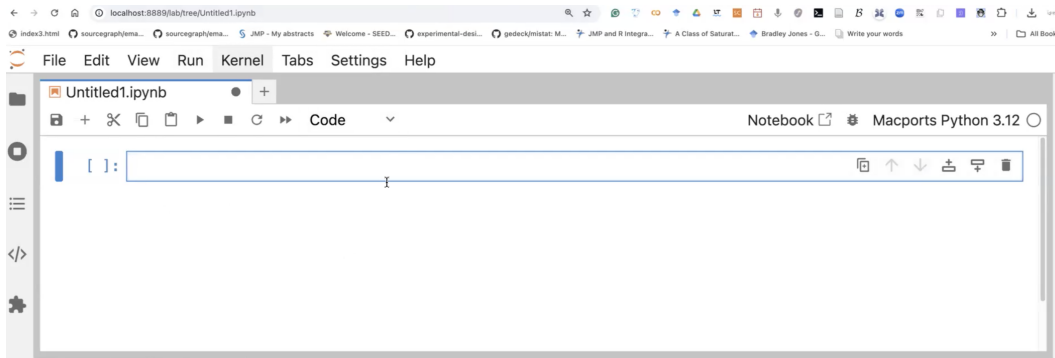 localhost:8889/lab/tree/Untitled1.ipynb
index3.html sourcegraph/ema... sourcegraph/ema... JMP - My abstracts Welcome - SEED... experimental-desi... gedeck/mistat: M... JMP and R Integra... A Class of Saturat... Bradley Jones - G... Write your words » All Book
File Edit View Run Kernel Tabs Settings Help
Untitled1.ipynb
Code Notebook Macports Python 3.12
[ ]: